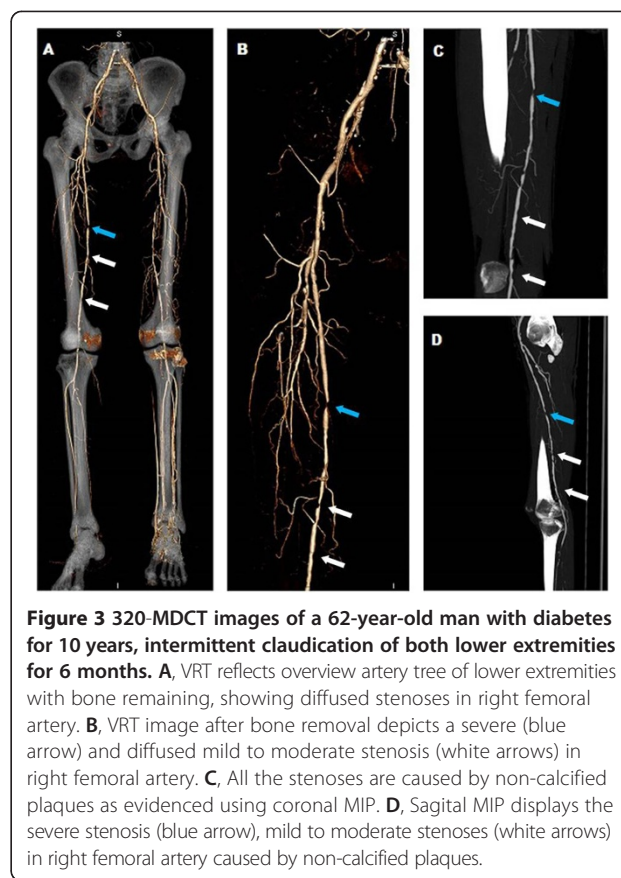 A
S
B
S
C
D
I
I
Figure 3 320-MDCT images of a 62-year-old man with diabetes
for 10 years, intermittent claudication of both lower extremities
for 6 months. A, VRT reflects overview artery tree of lower extremities
with bone remaining, showing diffused stenoses in right femoral
artery. B, VRT image after bone removal depicts a severe (blue
arrow) and diffused mild to moderate stenosis (white arrows) in
right femoral artery. C, All the stenoses are caused by non-calcified
plaques as evidenced using coronal MIP. D, Sagital MIP displays the
severe stenosis (blue arrow), mild to moderate stenoses (white arrows)
in right femoral artery caused by non-calcified plaques.